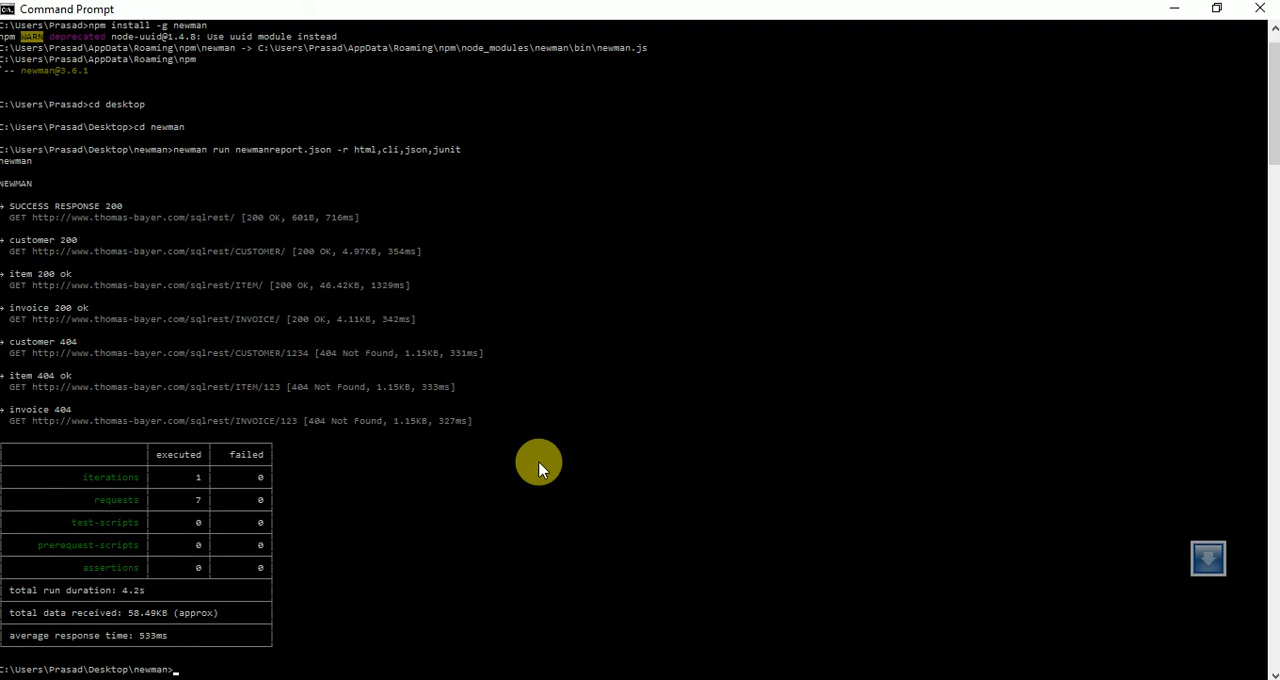 Command Prompt
C:\Users\Prasad>npm install -g newman
npm WARN deprecated node-uuid@1.4.8: Use uuid module instead
C:\Users\Prasad\AppData\Roaming\npm\newman -> C:\Users\Prasad\AppData\Roaming\npm\node_modules\newman\bin\newman.js
C:\Users\Prasad\AppData\Roaming\npm
`-- newman@3.6.1
C:\Users\Prasad>cd desktop
C:\Users\Prasad\Desktop>cd newman
C:\Users\Prasad\Desktop\newman>newman run newmanreport.json -r html,cli,json,junit
newman
NEWMAN
→ SUCCESS RESPONSE 200
GET http://www.thomas-bayer.com/sqlrest/ [200 OK, 601B, 716ms]
→ customer 200
GET http://www.thomas-bayer.com/sqlrest/CUSTOMER/ [200 OK, 4.97KB, 354ms]
→ item 200 ok
GET http://www.thomas-bayer.com/sqlrest/ITEM/ [200 OK, 46.42KB, 1329ms]
→ invoice 200 ok
GET http://www.thomas-bayer.com/sqlrest/INVOICE/ [200 OK, 4.11KB, 342ms]
→ customer 404
GET http://www.thomas-bayer.com/sqlrest/CUSTOMER/1234 [404 Not Found, 1.15KB, 331ms]
→ item 404 ok
GET http://www.thomas-bayer.com/sqlrest/ITEM/123 [404 Not Found, 1.15KB, 333ms]
→ invoice 404
GET http://www.thomas-bayer.com/sqlrest/INVOICE/123 [404 Not Found, 1.15KB, 327ms]
executed failed
iterations 1 0
requests 7 0
test-scripts 0 0
prerequest-scripts 0 0
assertions 0 0
total run duration: 4.2s
total data received: 58.49KB (approx)
average response time: 533ms
C:\Users\Prasad\Desktop\newman>